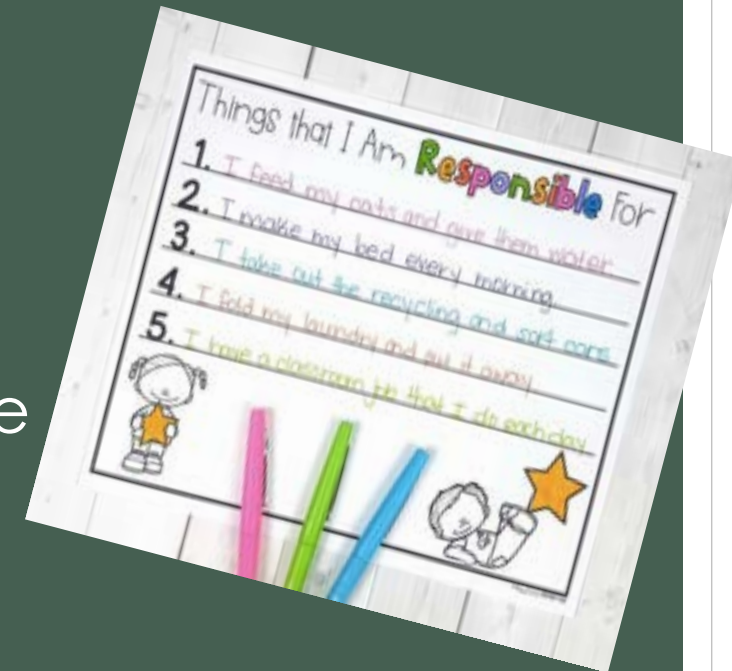 Things that I Am Responsible For
1. I feed my cats and give them water
2. I make my bed every morning
3. I take out the recycling and sort cans
4. I fold my laundry and put it away
5. I have a classroom job that I do each day
e